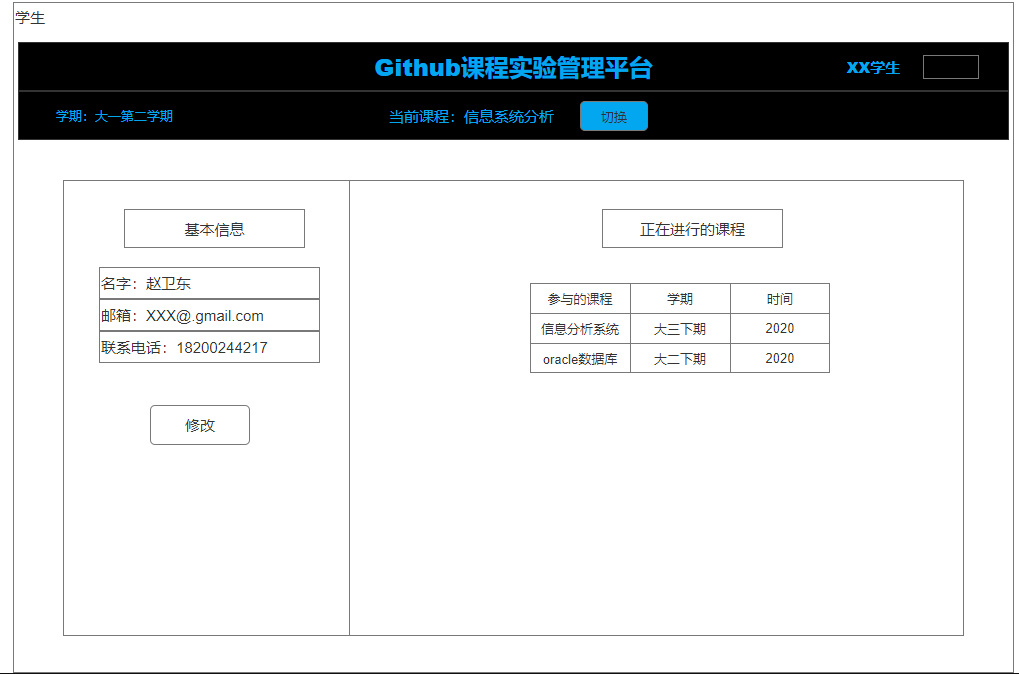 学生
Github课程实验管理平台
XX学生
学期：大一第二学期
当前课程：信息系统分析
切换
基本信息
正在进行的课程
名字：赵卫东
邮箱：XXX@.gmail.com
联系电话：18200244217
修改
参与的课程 学期 时间
信息分析系统 大三下期 2020
oracle数据库 大二下期 2020